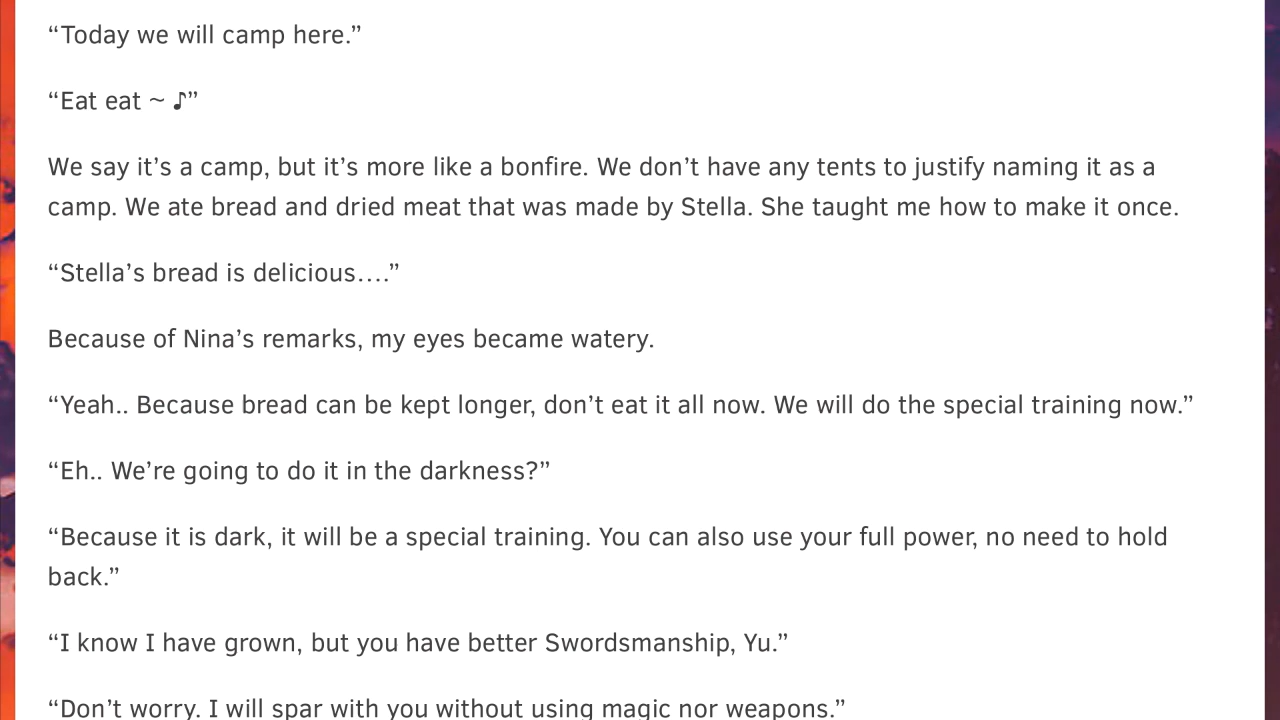 “Today we will camp here.”
“Eat eat ~ ♪”
We say it’s a camp, but it’s more like a bonfire. We don’t have any tents to justify naming it as a
camp. We ate bread and dried meat that was made by Stella. She taught me how to make it once.
“Stella’s bread is delicious….”
Because of Nina’s remarks, my eyes became watery.
“Yeah.. Because bread can be kept longer, don’t eat it all now. We will do the special training now.”
“Eh.. We’re going to do it in the darkness?”
“Because it is dark, it will be a special training. You can also use your full power, no need to hold
back.”
“I know I have grown, but you have better Swordsmanship, Yu.”
“Don’t worry. I will spar with you without using magic nor weapons.”